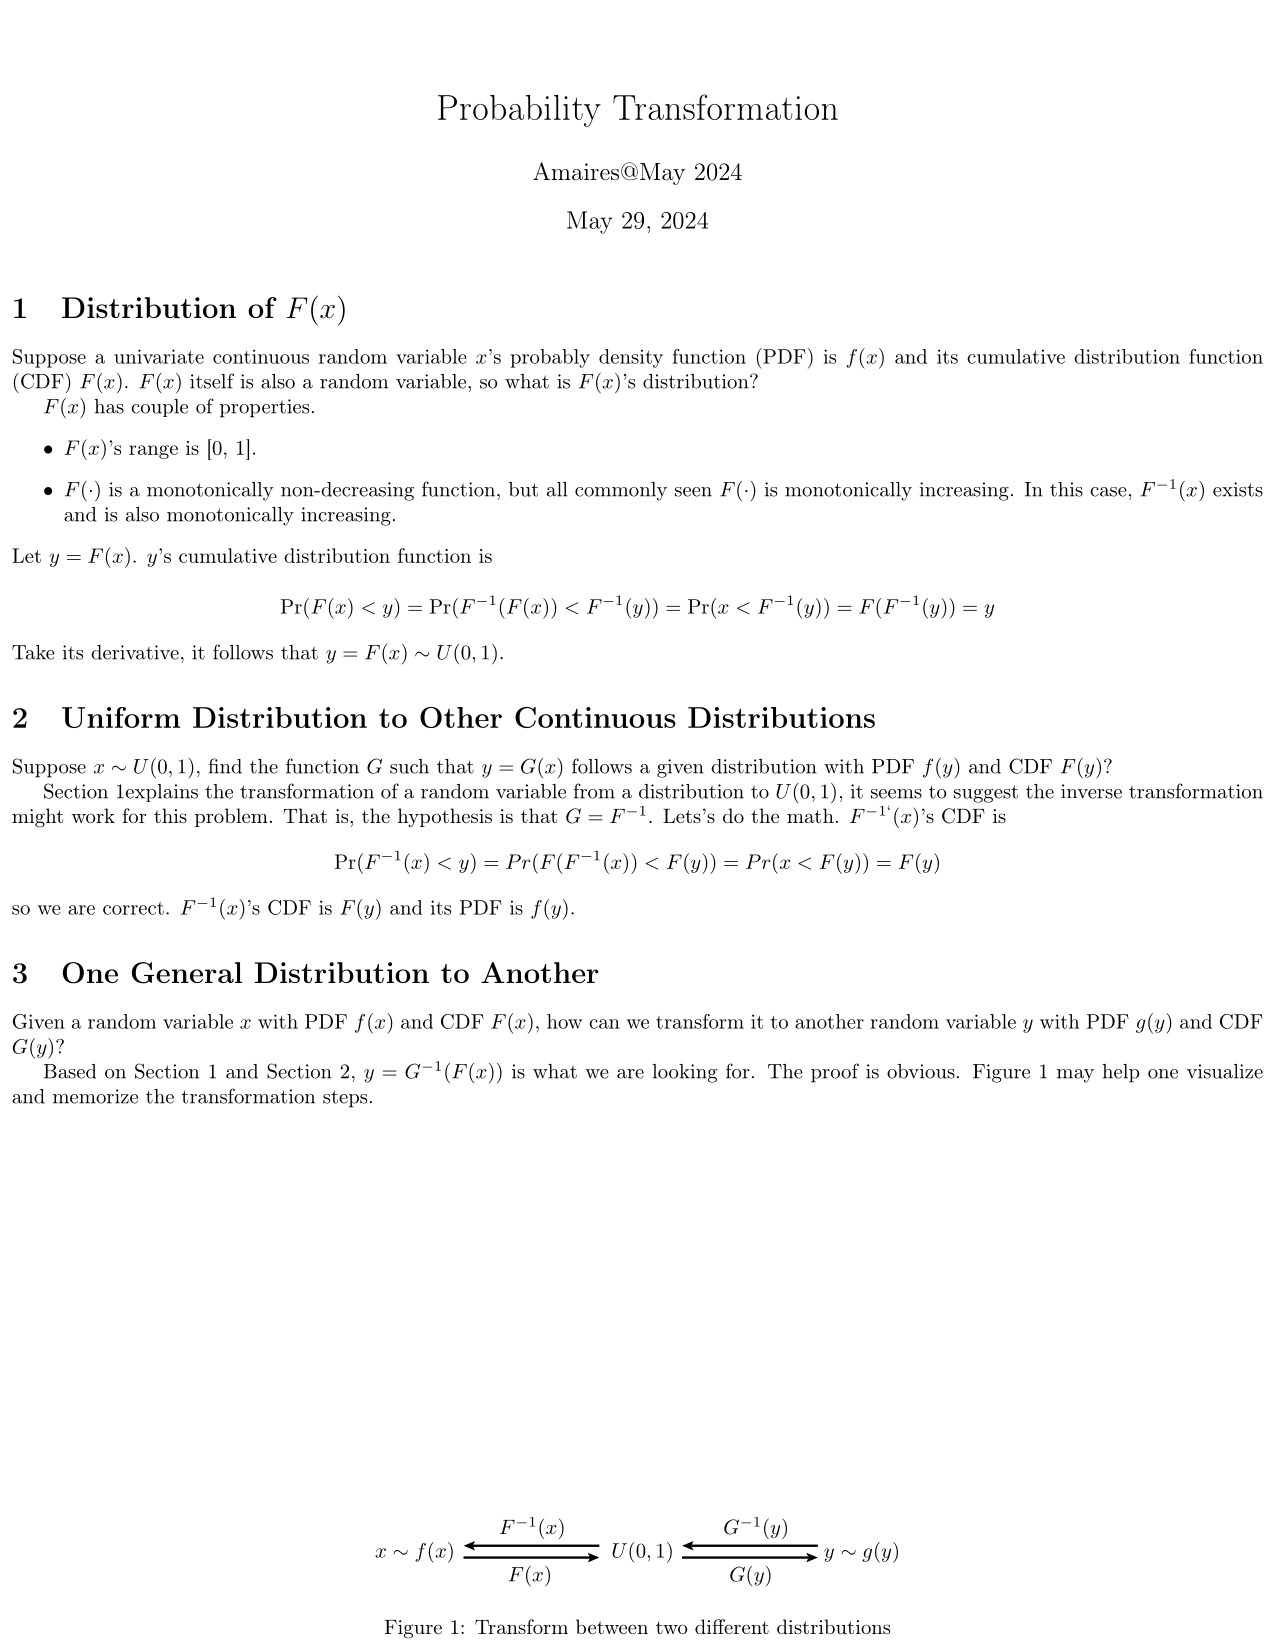 Probability Transformation
Amaires@May 2024
May 29, 2024
1 Distribution of F(x)
Suppose a univariate continuous random variable x's probably density function (PDF) is f(x) and its cumulative distribution function
(CDF) F(x). F(x) itself is also a random variable, so what is F(x)'s distribution?
F(x) has couple of properties.
• F(x)'s range is [0, 1].
• F(·) is a monotonically non-decreasing function, but all commonly seen F(·) is monotonically increasing. In this case, F⁻¹(x) exists
and is also monotonically increasing.
Let y = F(x). y's cumulative distribution function is
Pr(F(x) < y) = Pr(F⁻¹(F(x)) < F⁻¹(y)) = Pr(x < F⁻¹(y)) = F(F⁻¹(y)) = y
Take its derivative, it follows that y = F(x) ∼ U(0, 1).
2 Uniform Distribution to Other Continuous Distributions
Suppose x ∼ U(0, 1), find the function G such that y = G(x) follows a given distribution with PDF f(y) and CDF F(y)?
Section 1explains the transformation of a random variable from a distribution to U(0, 1), it seems to suggest the inverse transformation
might work for this problem. That is, the hypothesis is that G = F⁻¹. Lets's do the math. F⁻¹‘(x)'s CDF is
Pr(F⁻¹(x) < y) = Pr(F(F⁻¹(x)) < F(y)) = Pr(x < F(y)) = F(y)
so we are correct. F⁻¹(x)'s CDF is F(y) and its PDF is f(y).
3 One General Distribution to Another
Given a random variable x with PDF f(x) and CDF F(x), how can we transform it to another random variable y with PDF g(y) and CDF
G(y)?
Based on Section 1 and Section 2, y = G⁻¹(F(x)) is what we are looking for. The proof is obvious. Figure 1 may help one visualize
and memorize the transformation steps.
F⁻¹(x) G⁻¹(y)
x ∼ f(x) U(0, 1) y ∼ g(y)
F(x) G(y)
Figure 1: Transform between two different distributions